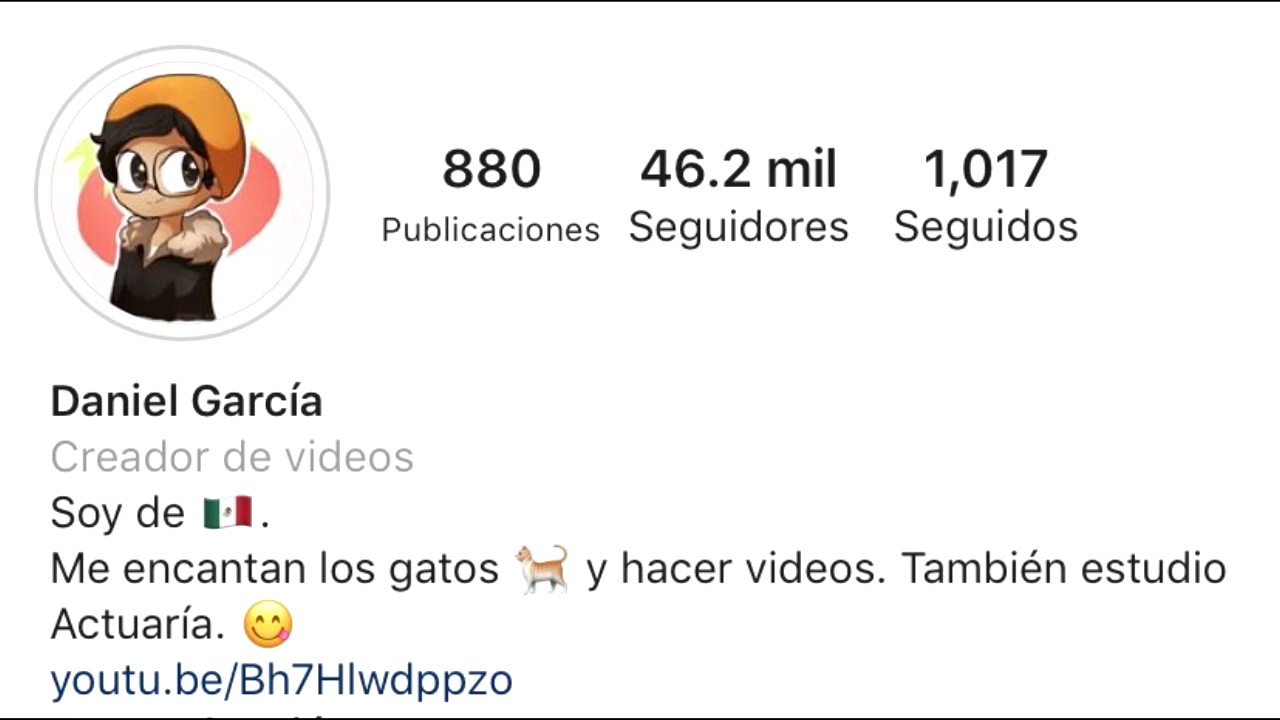 880 46.2 mil 1,017
Publicaciones Seguidores Seguidos
Daniel García
Creador de videos
Soy de 🇲🇽.
Me encantan los gatos 🐈 y hacer videos. También estudio
Actuaría. 😋
youtu.be/Bh7Hlwdppzo